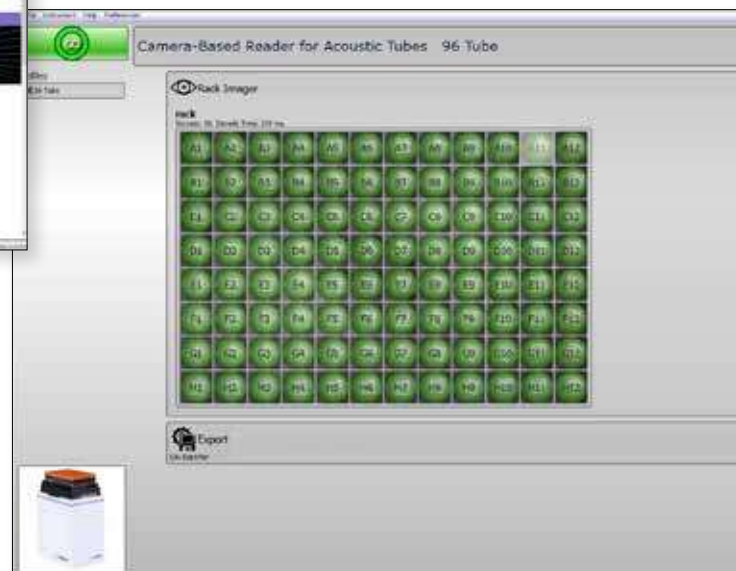 Instrument Help Preferences
Camera-Based Reader for Acoustic Tubes 96 Tube
Rack Imager
rack
A1 A2 A3 A4 A5 A6 A7 A8 A9 A10 A11 A12
B1 B2 B3 B4 B5 B6 B7 B8 B9 B10 B11 B12
C1 C2 C3 C4 C5 C6 C7 C8 C9 C10 C11 C12
D1 D2 D3 D4 D5 D6 D7 D8 D9 D10 D11 D12
E1 E2 E3 E4 E5 E6 E7 E8 E9 E10 E11 E12
F1 F2 F3 F4 F5 F6 F7 F8 F9 F10 F11 F12
G1 G2 G3 G4 G5 G6 G7 G8 G9 G10 G11 G12
H1 H2 H3 H4 H5 H6 H7 H8 H9 H10 H11 H12
Export